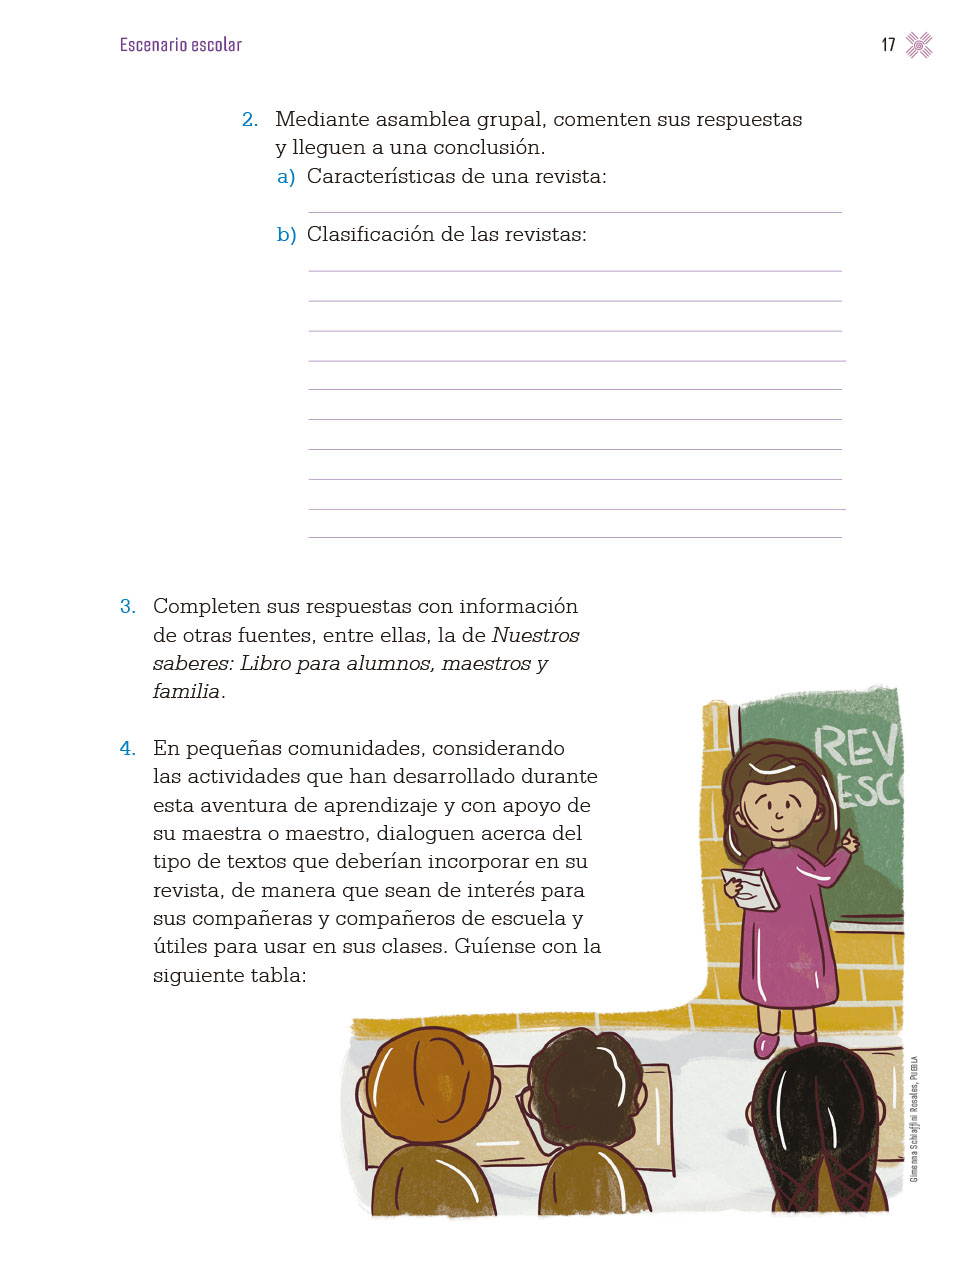 Escenario escolar
17
2. Mediante asamblea grupal, comenten sus respuestas
y lleguen a una conclusión.
a) Características de una revista:
b) Clasificación de las revistas:
3. Completen sus respuestas con información
de otras fuentes, entre ellas, la de Nuestros
saberes: Libro para alumnos, maestros y
familia.
4. En pequeñas comunidades, considerando
las actividades que han desarrollado durante
esta aventura de aprendizaje y con apoyo de
su maestra o maestro, dialoguen acerca del
tipo de textos que deberían incorporar en su
revista, de manera que sean de interés para
sus compañeras y compañeros de escuela y
útiles para usar en sus clases. Guíense con la
siguiente tabla:
REV
ESCO
Gimenna Schiaffini Rosales, PUEBLA